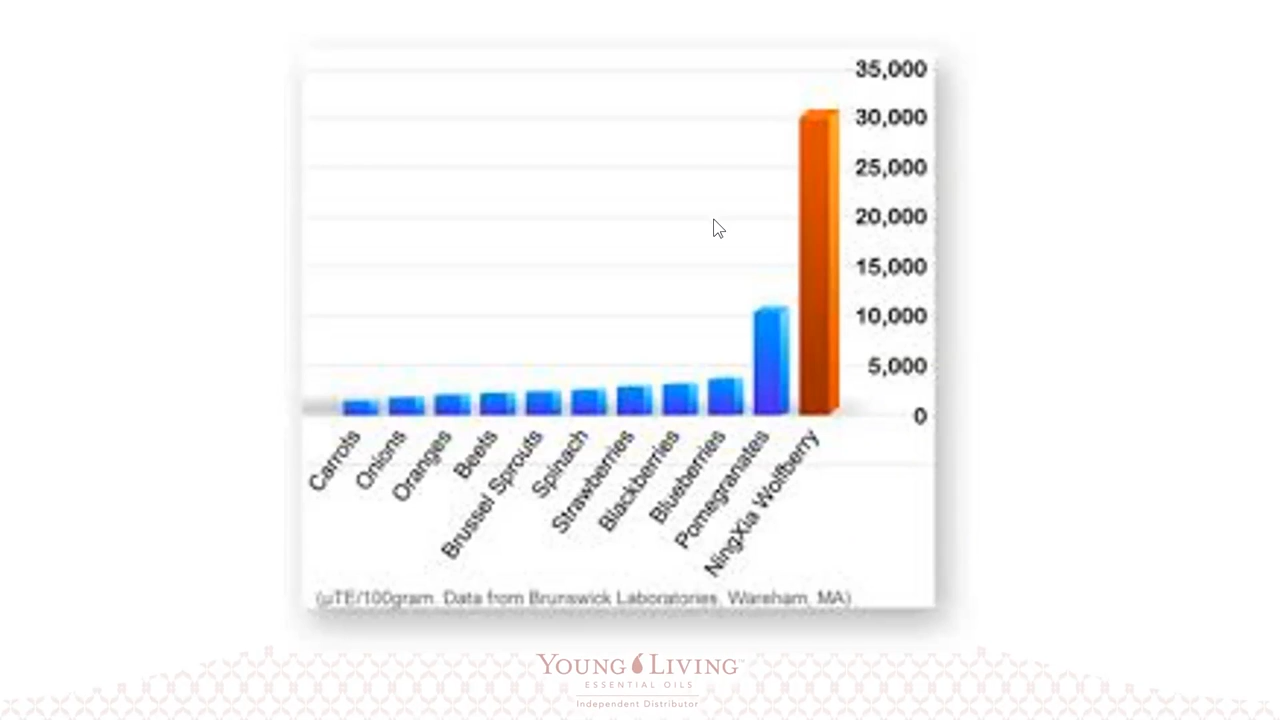 35,000
30,000
25,000
20,000
15,000
10,000
5,000
0
Carrots
Onions
Oranges
Beets
Brussel Sprouts
Spinach
Strawberries
Blackberries
Blueberries
Pomegranates
NingXia Wolfberry
(µTE/100gram. Data from Brunswick Laboratories, Wareham, MA)
YOUNG LIVING™
ESSENTIAL OILS
Independent Distributor